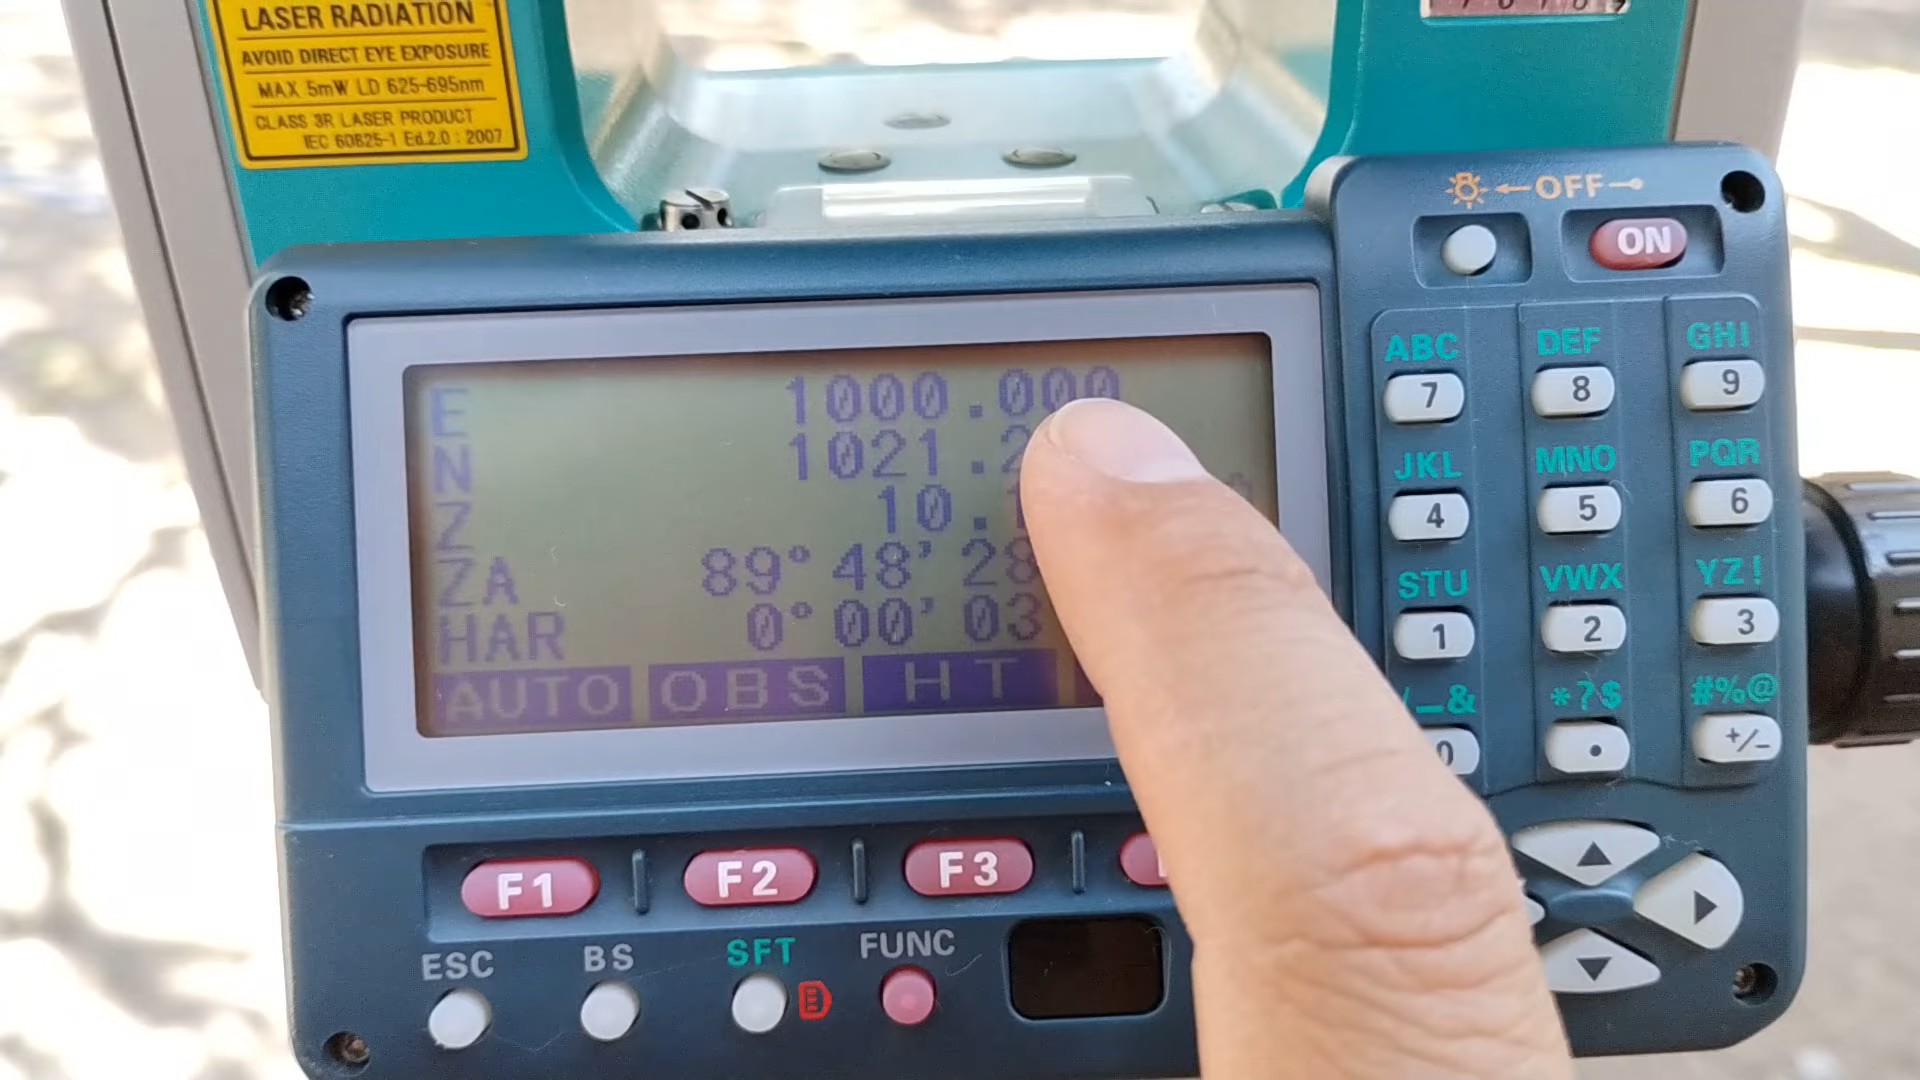 LASER RADIATION
AVOID DIRECT EYE EXPOSURE
MAX 5mW LD 625-695nm
CLASS 3R LASER PRODUCT
IEC 60825-1 Ed.2.0 : 2007
OFF
ON
E 1000.000
N 1021.2
Z 10.
ZA 89°48'28
HAR 0°00'03
AUTO OBS HT
ABC DEF GHI
7 8 9
JKL MNO PQR
4 5 6
STU VWX YZ!
1 2 3
/_& *?$ #%@
0 . +/-
F1 F2 F3
ESC BS SFT FUNC